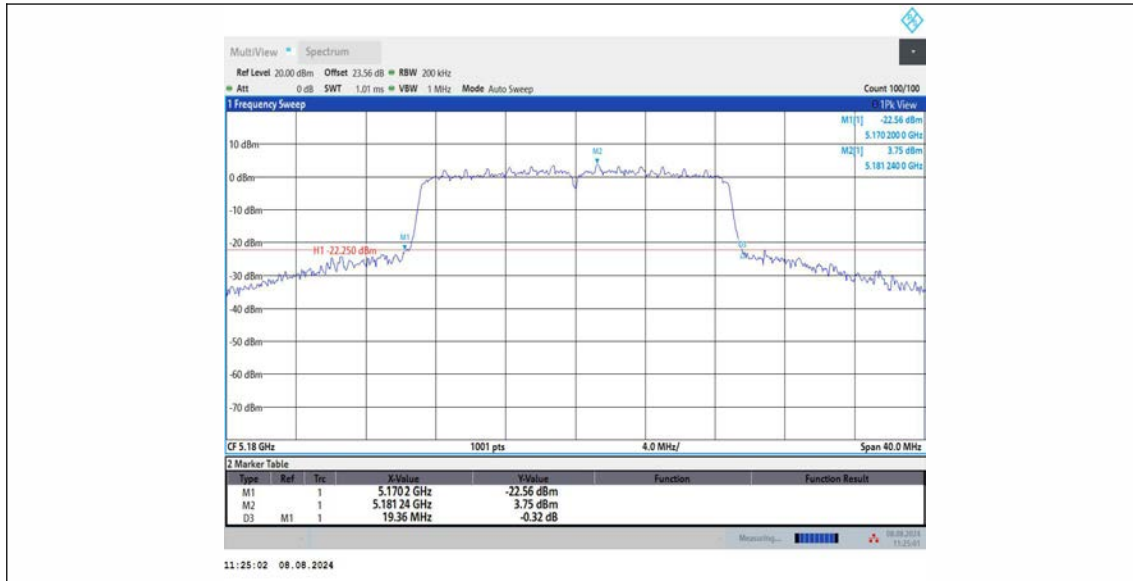 MultiView Spectrum
Ref Level 20.00 dBm Offset 23.56 dB RBW 200 kHz
Att 0 dB SWT 1.01 ms VBW 1 MHz Mode Auto Sweep Count 100/100
1 Frequency Sweep 1Pk View
M1[1] -22.56 dBm
5.170 200 0 GHz
M2[1] 3.75 dBm
5.181 240 0 GHz
10 dBm
M2
0 dBm
-10 dBm
M1
-20 dBm
H1 -22.250 dBm
D3
-30 dBm
-40 dBm
-50 dBm
-60 dBm
-70 dBm
CF 5.18 GHz 1001 pts 4.0 MHz/ Span 40.0 MHz
2 Marker Table
Type Ref Trc X-Value Y-Value Function Function Result
M1 1 5.1702 GHz -22.56 dBm
M2 1 5.181 24 GHz 3.75 dBm
D3 M1 1 19.36 MHz -0.32 dB
Measuring... 08.08.2024
11:25:02 08.08.2024